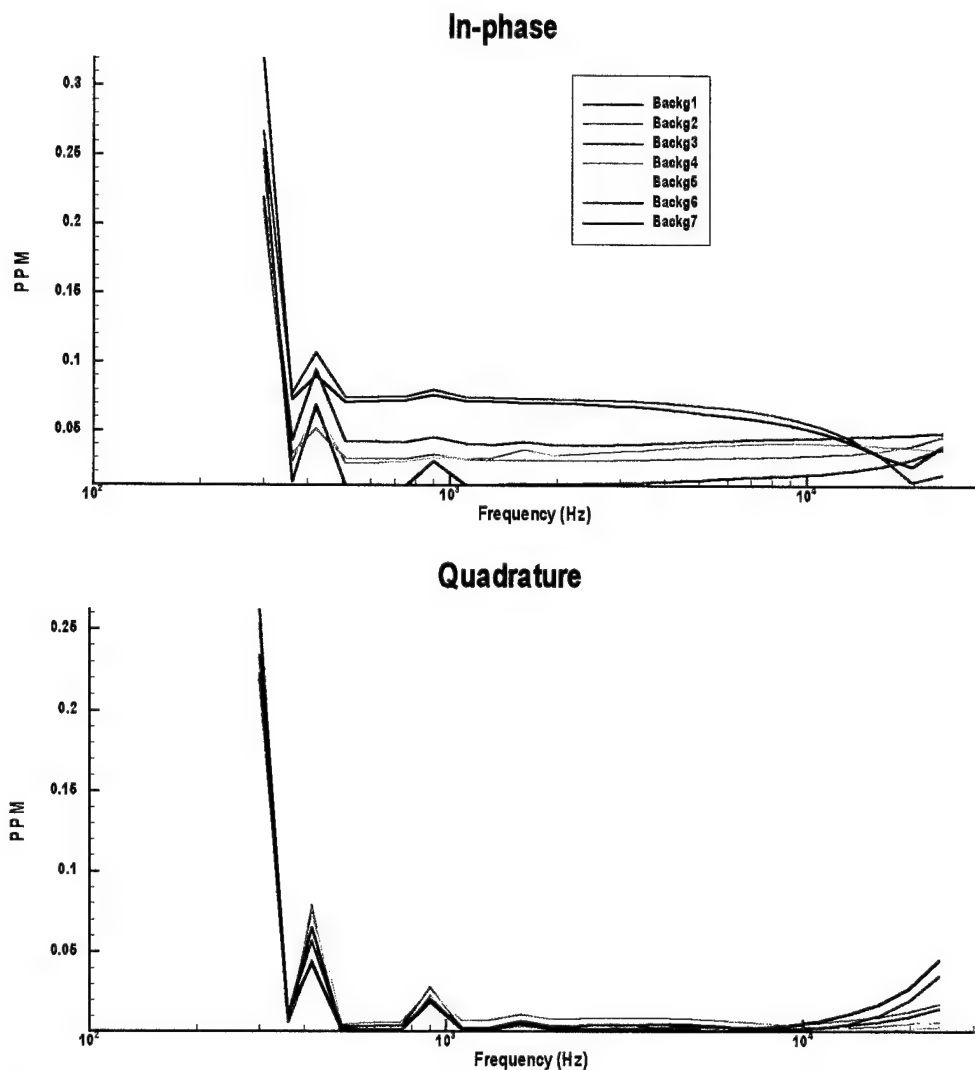 In-phase
0.3
0.25
0.2
0.15
0.1
0.05
PPM
10²
10³
10⁴
Frequency (Hz)
Backg1
Backg2
Backg3
Backg4
Backg5
Backg6
Backg7
Quadrature
0.25
0.2
0.15
0.1
0.05
PPM
10²
10³
10⁴
Frequency (Hz)